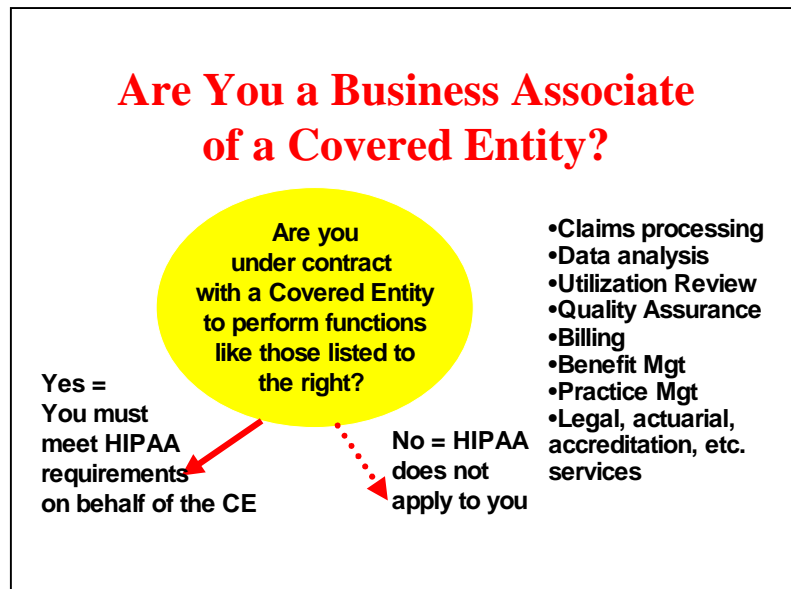 Are You a Business Associate
of a Covered Entity?
Are you
under contract
with a Covered Entity
to perform functions
like those listed to
the right?
•Claims processing
•Data analysis
•Utilization Review
•Quality Assurance
•Billing
•Benefit Mgt
•Practice Mgt
•Legal, actuarial,
accreditation, etc.
services
Yes =
You must
meet HIPAA
requirements
on behalf of the CE
No = HIPAA
does not
apply to you